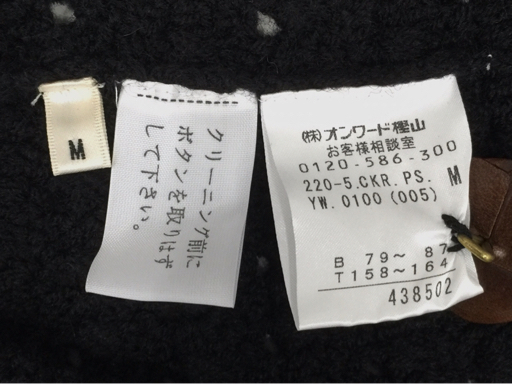 M
クリーニング前に
ボタンを取りはず
して下さい。
(株)オンワード樫山
お客様相談室
0120-586-300
220-5.CKR.PS. M
YW.0100(005)
B 79〜 87
T158〜164
438502